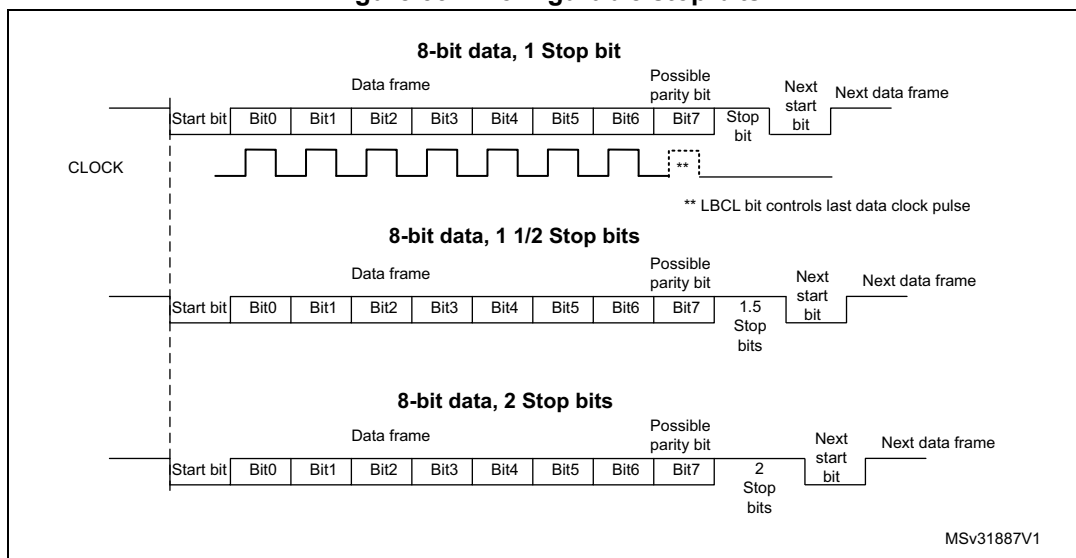 8-bit data, 1 Stop bit
Data frame
Possible
parity bit
Next
start
bit
Next data frame
Start bit Bit0 Bit1 Bit2 Bit3 Bit4 Bit5 Bit6 Bit7 Stop
bit
CLOCK
**
** LBCL bit controls last data clock pulse
8-bit data, 1 1/2 Stop bits
Data frame
Possible
parity bit
Next
start
bit
Next data frame
Start bit Bit0 Bit1 Bit2 Bit3 Bit4 Bit5 Bit6 Bit7 1.5
Stop
bits
8-bit data, 2 Stop bits
Data frame
Possible
parity bit
Next
start
bit
Next data frame
Start bit Bit0 Bit1 Bit2 Bit3 Bit4 Bit5 Bit6 Bit7 2
Stop
bits
MSv31887V1